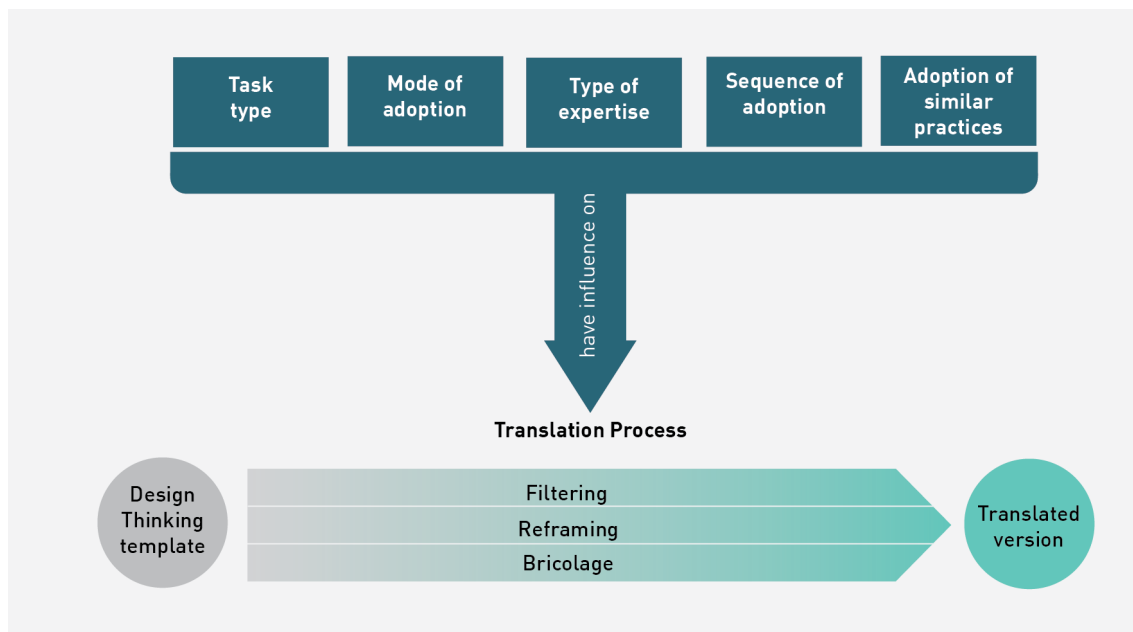 Task
type
Mode of
adoption
Type of
expertise
Sequence of
adoption
Adoption of
similar
practices
have influence on
Translation Process
Design
Thinking
template
Filtering
Reframing
Bricolage
Translated
version